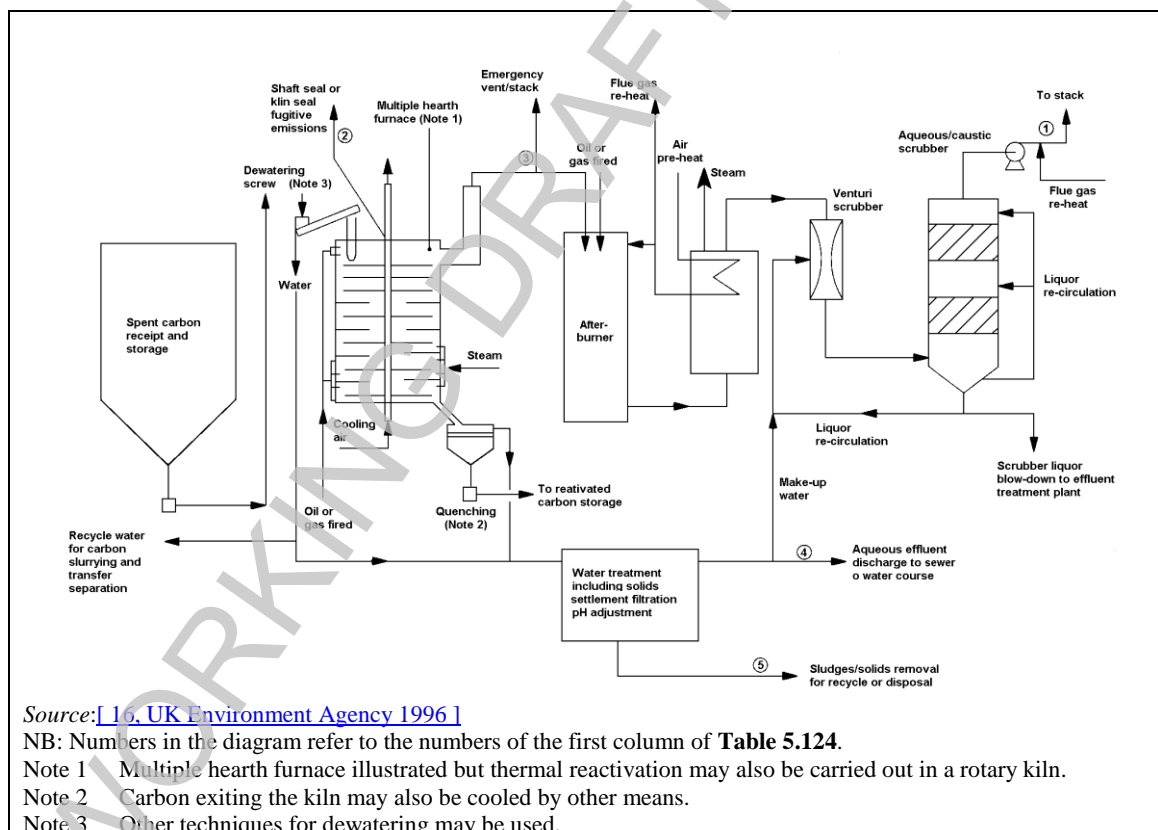 Shaft seal or
klin seal
fugitive
emissions
②
Multiple hearth
furnace (Note 1)
Emergency
vent/stack
③
Oil or
gas fired
Flue gas
re-heat
Air
pre-heat
Steam
Venturi
scrubber
Aqueous/caustic
scrubber
①
To stack
Flue gas
re-heat
Dewatering (Note 3)
screw
Water
Spent carbon
receipt and
storage
Steam
After-
burner
Liquor
re-circulation
Cooling
air
Oil or
gas fired
Quenching
(Note 2)
To reativated
carbon storage
Liquor
re-circulation
Make-up
water
Scrubber liquor
blow-down to effluent
treatment plant
Recycle water
for carbon
slurrying and
transfer
separation
Water treatment
including solids
settlement filtration
pH adjustment
④
Aqueous effluent
discharge to sewer
o water course
⑤
Sludges/solids removal
for recycle or disposal
Source:[ 16, UK Environment Agency 1996 ]
NB: Numbers in the diagram refer to the numbers of the first column of Table 5.124.
Note 1 Multiple hearth furnace illustrated but thermal reactivation may also be carried out in a rotary kiln.
Note 2 Carbon exiting the kiln may also be cooled by other means.
Note 3 Other techniques for dewatering may be used.
WORKING DRAFT